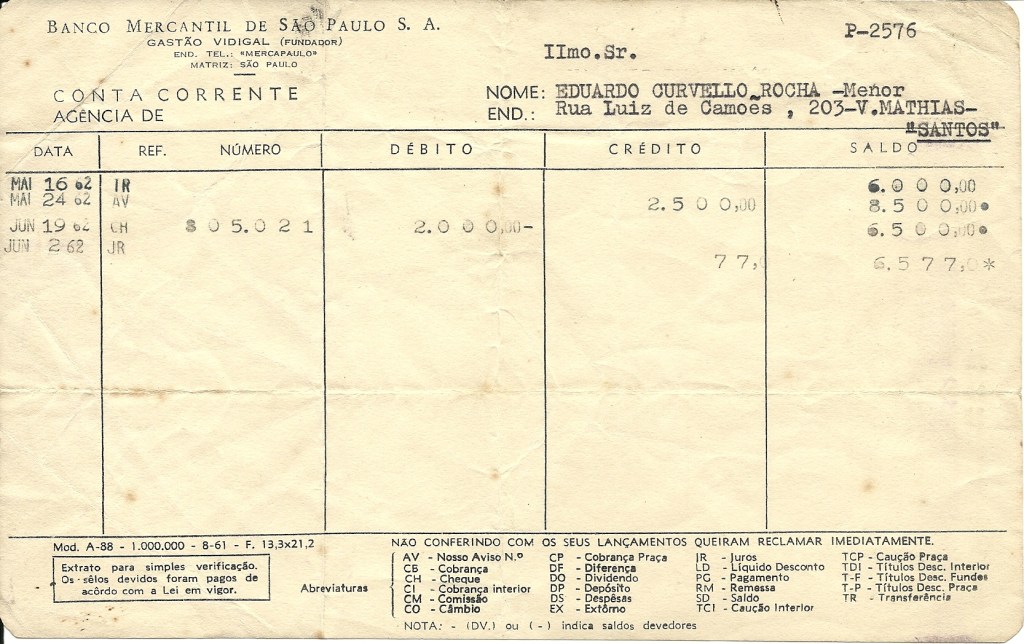 BANCO MERCANTIL DE SÃO PAULO S. A.
GASTÃO VIDIGAL (FUNDADOR)
END. TEL.: "MERCAPAULO"
MATRIZ: SÃO PAULO
P-2576
IImo.Sr.
CONTA CORRENTE
AGÊNCIA DE
NOME: EDUARDO CURVELLO ROCHA -Menor
END.: Rua Luiz de Camoẽs , 203-V.MATHIAS-
"SANTOS"
DATA REF. NÚMERO DÉBITO CRÉDITO SALDO
MAI 16 62 IR 6.000,00
MAI 24 62 AV 2.500,00 8.500,00
JUN 19 62 CH 805.021 2.000,00- 6.500,00
JUN 2 62 JR 77, 6.577,0*
Mod. A-88 - 1.000.000 - 8-61 - F. 13,3x21,2
Extrato para simples verificação.
Os sêlos devidos foram pagos de
acôrdo com a Lei em vigor.
NÃO CONFERINDO COM OS SEUS LANÇAMENTOS QUEIRAM RECLAMAR IMEDIATAMENTE.
Abreviaturas
AV - Nosso Aviso N.º CP - Cobrança Praça IR - Juros TCP - Caução Praça
CB - Cobrança DF - Diferença LD - Líquido Desconto TDI - Títulos Desc. Interior
CH - Cheque DO - Dividendo PG - Pagamento T-F - Títulos Desc. Fundes
CI - Cobrança interior DP - Depósito RM - Remessa T-P - Títulos Desc. Praça
CM - Comissão DS - Despêsas SD - Saldo TR - Transferência
CO - Câmbio EX - Extôrno TCI - Caução Interior
NOTA: - (DV.) ou (-) indica saldos devedores